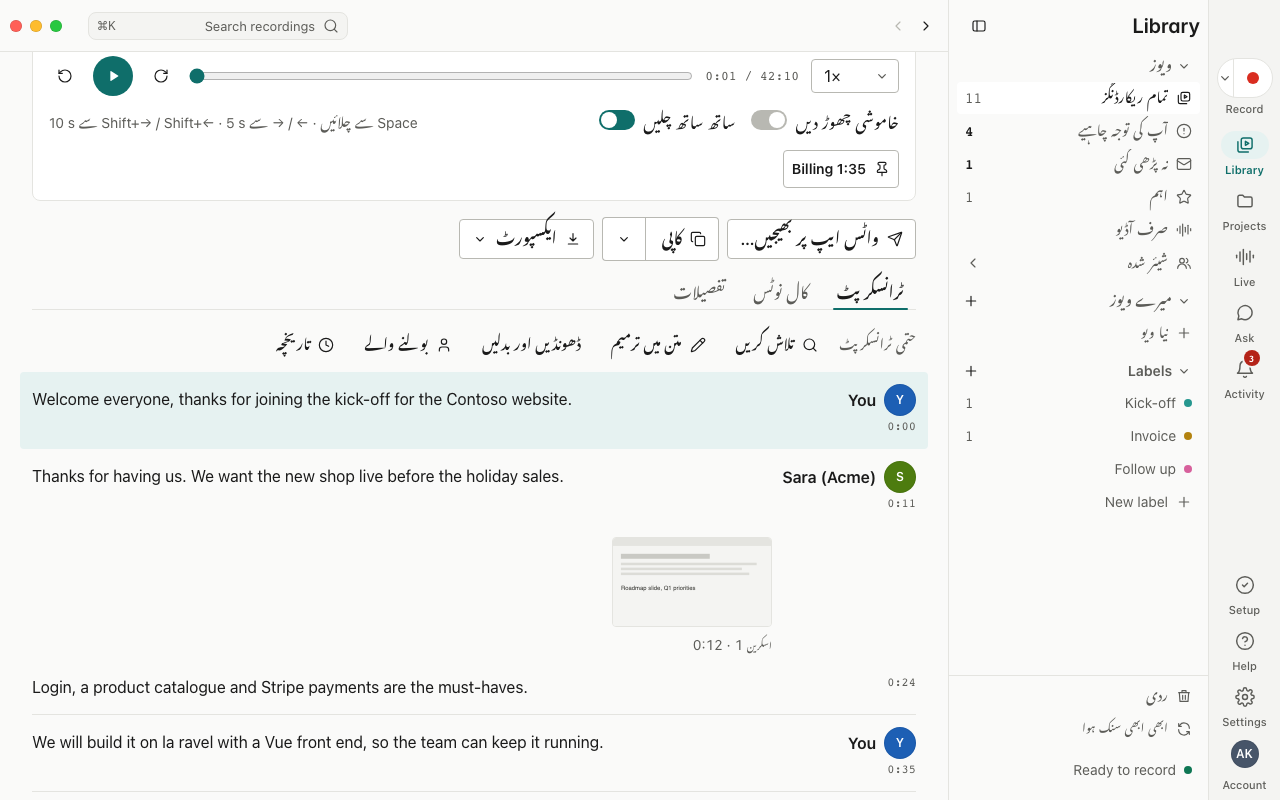 ⌘K
Search recordings
Library
Record
Library
Projects
Live
Ask
3
Activity
Setup
Help
Settings
AK
Account
ویوز
تمام ریکارڈنگز 11
آپ کی توجہ چاہیے 4
نہ پڑھی گئی 1
اہم 1
صرف آڈیو
شیئر شدہ
میرے ویوز
نیا ویو
Labels
Kick-off 1
Invoice 1
Follow up
New label
ردی
ابھی ابھی سنک ہوا
Ready to record
0:01 / 42:10
1×
خاموشی چھوڑ دیں
ساتھ ساتھ چلیں
Space سے چلائیں · ← / → سے 5 s · Shift+← / Shift+→ سے 10 s
Billing 1:35
واٹس ایپ پر بھیجیں...
کاپی
ایکسپورٹ
ٹرانسکرپٹ
کال نوٹس
تفصیلات
حتمی ٹرانسکرپٹ
تلاش کریں
متن میں ترمیم
ڈھونڈیں اور بدلیں
بولنے والے
تاریخچہ
Y You
0:00
Welcome everyone, thanks for joining the kick-off for the Contoso website.
S Sara (Acme)
0:11
Thanks for having us. We want the new shop live before the holiday sales.
Roadmap slide, Q1 priorities
اسکرین 1 · 0:12
0:24
Login, a product catalogue and Stripe payments are the must-haves.
Y You
0:35
We will build it on la ravel with a Vue front end, so the team can keep it running.